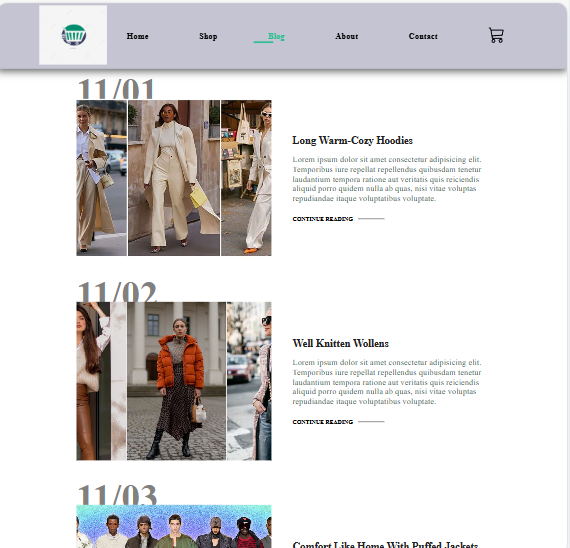 Home Shop Blog About Contact
11/01
Long Warm-Cozy Hoodies
Lorem ipsum dolor sit amet consectetur adipisicing elit.
Temporibus iure repellat repellendus quibusdam tenetur
laudantium tempora ratione aut veritatis quis reiciendis
aliquid porro quidem nulla ab quas, nisi vitae voluptas
repudiandae itaque voluptatibus voluptate.
CONTINUE READING
11/02
Well Knitten Wollens
Lorem ipsum dolor sit amet consectetur adipisicing elit.
Temporibus iure repellat repellendus quibusdam tenetur
laudantium tempora ratione aut veritatis quis reiciendis
aliquid porro quidem nulla ab quas, nisi vitae voluptas
repudiandae itaque voluptatibus voluptate.
CONTINUE READING
11/03
Comfort Like Home With Puffed Jackets